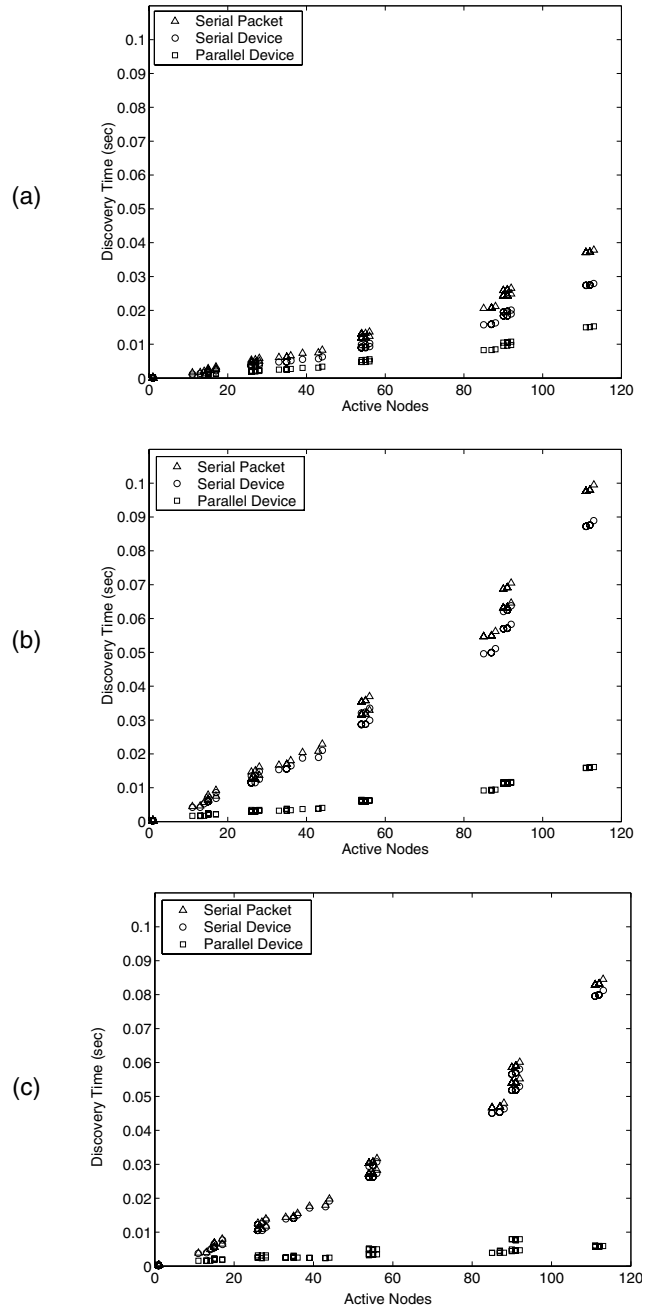 (a)
Discovery Time (sec)
0.1
0.09
0.08
0.07
0.06
0.05
0.04
0.03
0.02
0.01
0
Serial Packet
Serial Device
Parallel Device
0 20 40 60 80 100 120
Active Nodes
(b)
Discovery Time (sec)
0.1
0.09
0.08
0.07
0.06
0.05
0.04
0.03
0.02
0.01
0
Serial Packet
Serial Device
Parallel Device
0 20 40 60 80 100 120
Active Nodes
(c)
Discovery Time (sec)
0.1
0.09
0.08
0.07
0.06
0.05
0.04
0.03
0.02
0.01
0
Serial Packet
Serial Device
Parallel Device
0 20 40 60 80 100 120
Active Nodes